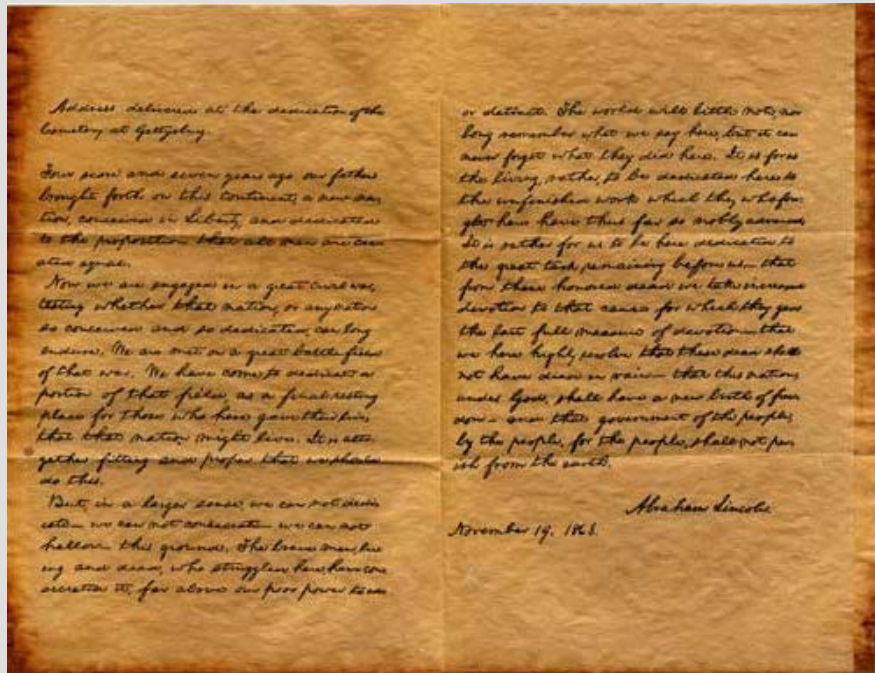 Address delivered at the dedication of the
Cemetery at Gettysburg.
Four score and seven years ago our fathers
brought forth on this continent, a new na-
tion, conceived in Liberty, and dedicated
to the proposition that all men are cre-
ated equal.
Now we are engaged in a great civil war,
testing whether that nation, or any nation
so conceived and so dedicated, can long
endure. We are met on a great battle-field
of that war. We have come to dedicate a
portion of that field, as a final resting
place for those who here gave their lives
that that nation might live. It is alto-
gether fitting and proper that we should
do this.
But, in a larger sense, we can not dedi-
cate— we can not consecrate— we can not
hallow— this ground. The brave men, liv-
ing and dead, who struggled here, have con-
secrated it, far above our poor power to add
or detract. The world will little note, nor
long remember what we say here, but it can
never forget what they did here. It is for us
the living, rather, to be dedicated here to
the unfinished work which they who fou-
ght here have thus far so nobly advanced.
It is rather for us to be here dedicated to
the great task remaining before us— that
from these honored dead we take increased
devotion to that cause for which they gave
the last full measure of devotion— that
we here highly resolve that these dead shall
not have died in vain— that this nation,
under God, shall have a new birth of free-
dom— and that government of the people,
by the people, for the people, shall not per-
ish from the earth.
Abraham Lincoln.
November 19, 1863.